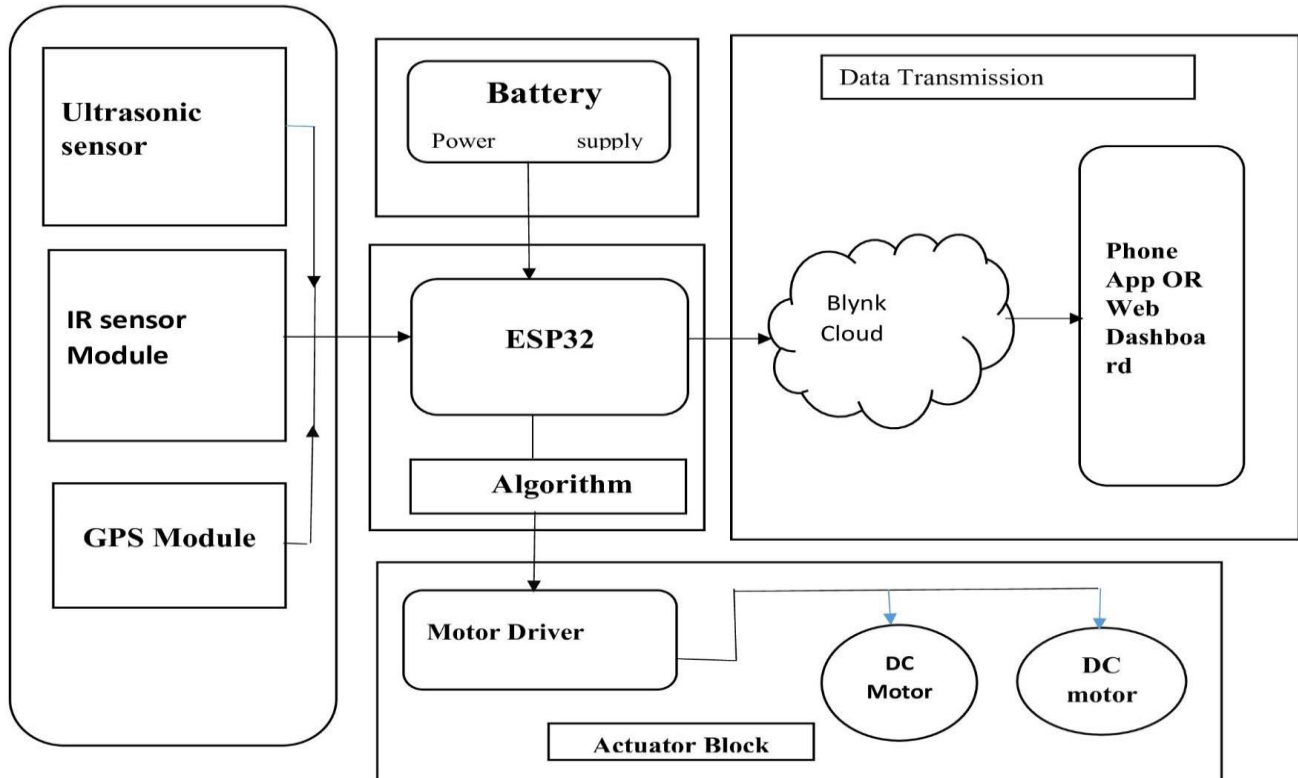 Ultrasonic
sensor
IR sensor
Module
GPS Module
Battery
Power supply
ESP32
Algorithm
Data Transmission
Blynk
Cloud
Phone
App OR
Web
Dashboa
rd
Motor Driver
DC
Motor
DC
motor
Actuator Block